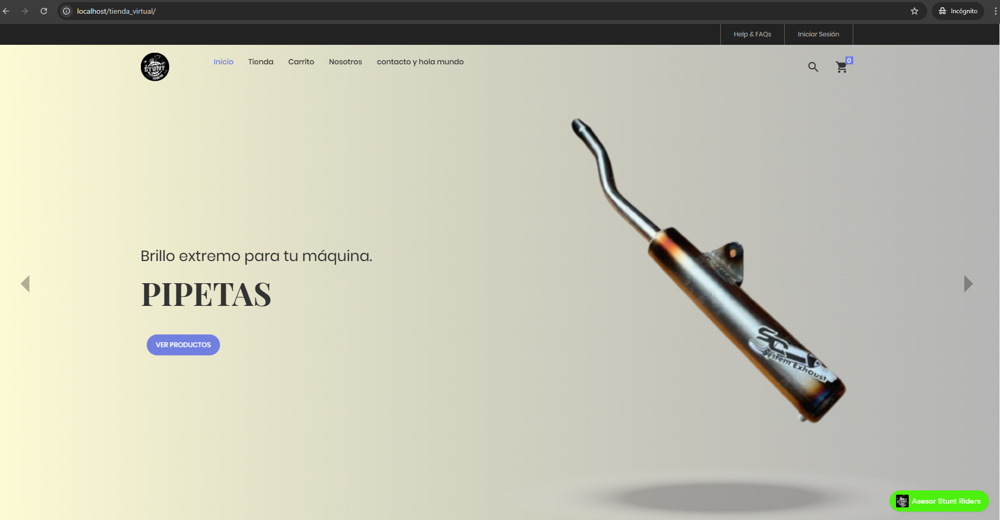 localhost/tienda_virtual/
Incógnito
Help & FAQs
Iniciar Sesión
STUNT
Inicio
Tienda
Carrito
Nosotros
contacto y hola mundo
0
Brillo extremo para tu máquina.
PIPETAS
VER PRODUCTOS
SC
System Exhaust
Asesor Stunt Riders